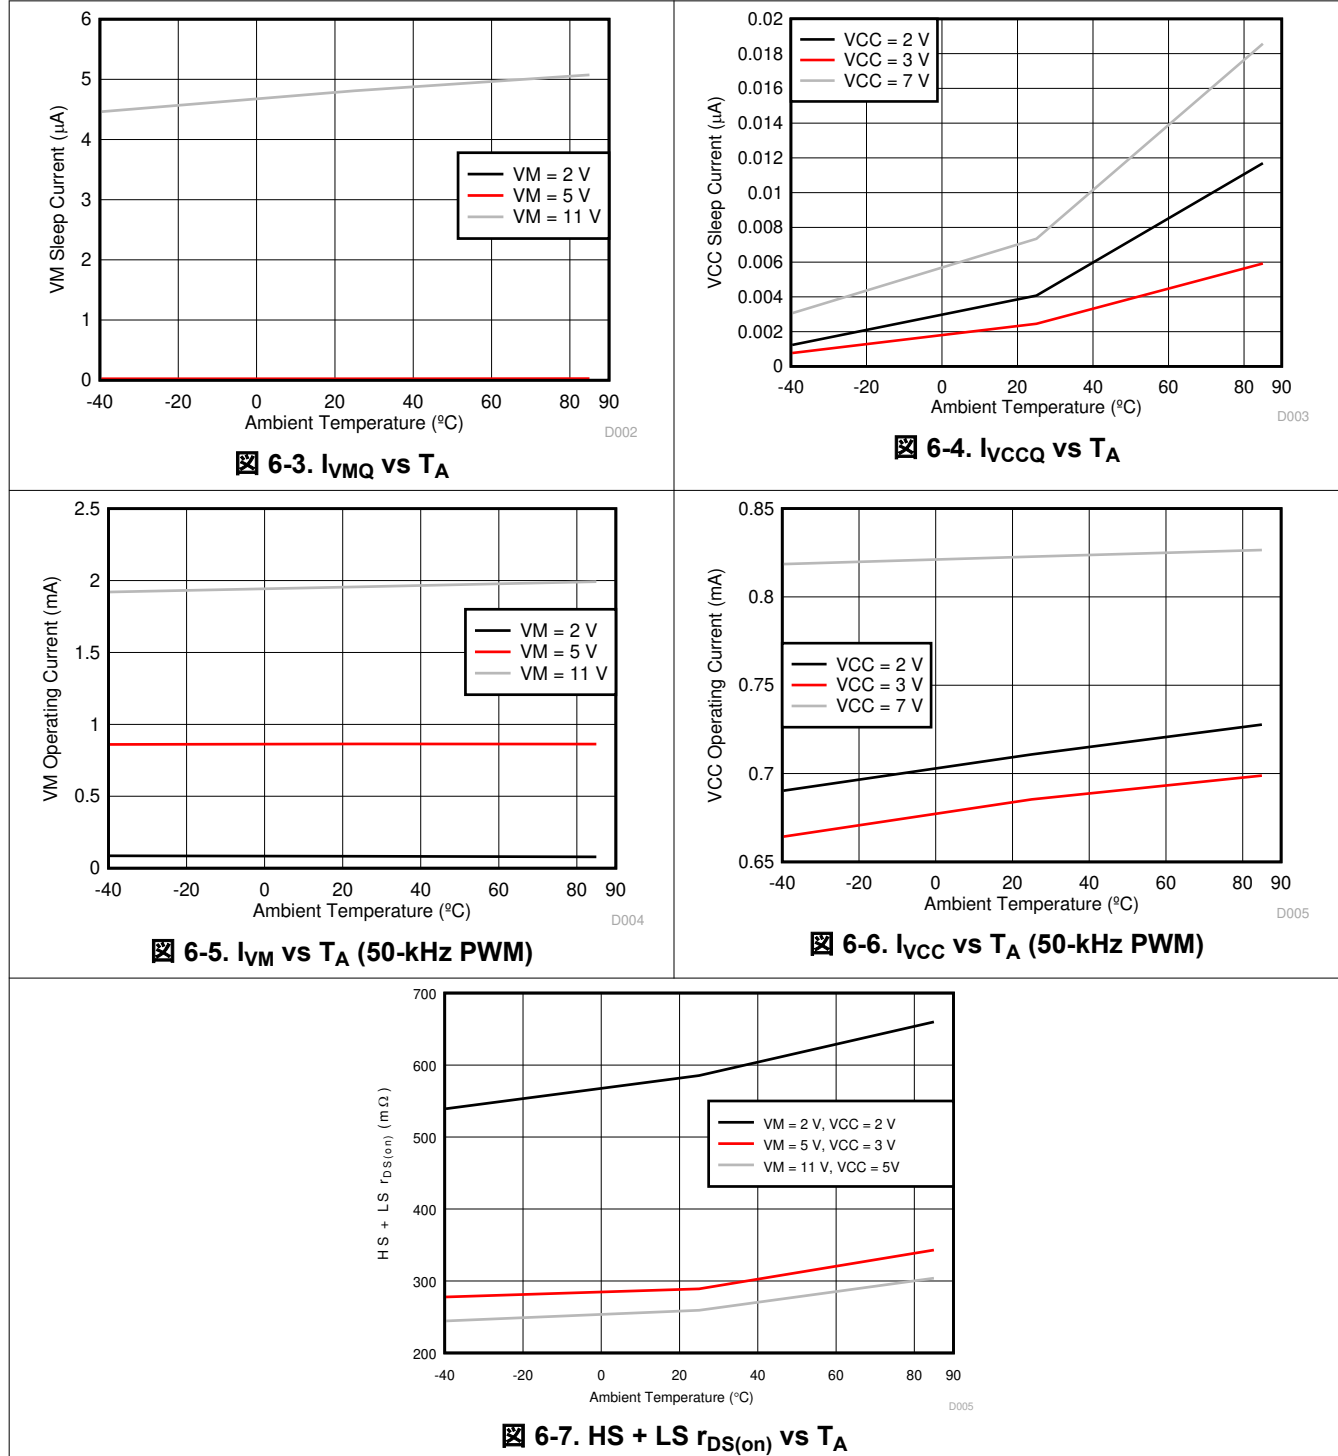 6
5
4
3
2
1
0
VM Sleep Current (µA)
VM = 2 V
VM = 5 V
VM = 11 V
-40 -20 0 20 40 60 80 90
Ambient Temperature (ºC)
D002
図 6-3. IVMQ vs TA
0.02
0.018
0.016
0.014
0.012
0.01
0.008
0.006
0.004
0.002
0
VCC Sleep Current (µA)
VCC = 2 V
VCC = 3 V
VCC = 7 V
-40 -20 0 20 40 60 80 90
Ambient Temperature (ºC)
D003
図 6-4. IVCCQ vs TA
2.5
2
1.5
1
0.5
0
VM Operating Current (mA)
VM = 2 V
VM = 5 V
VM = 11 V
-40 -20 0 20 40 60 80 90
Ambient Temperature (ºC)
D004
図 6-5. IVM vs TA (50-kHz PWM)
0.85
0.8
0.75
0.7
0.65
VCC Operating Current (mA)
VCC = 2 V
VCC = 3 V
VCC = 7 V
-40 -20 0 20 40 60 80 90
Ambient Temperature (ºC)
D005
図 6-6. IVCC vs TA (50-kHz PWM)
700
600
500
400
300
200
HS + LS rDS(on) (mΩ)
VM = 2 V, VCC = 2 V
VM = 5 V, VCC = 3 V
VM = 11 V, VCC = 5V
-40 -20 0 20 40 60 80 90
Ambient Temperature (°C)
D005
図 6-7. HS + LS rDS(on) vs TA